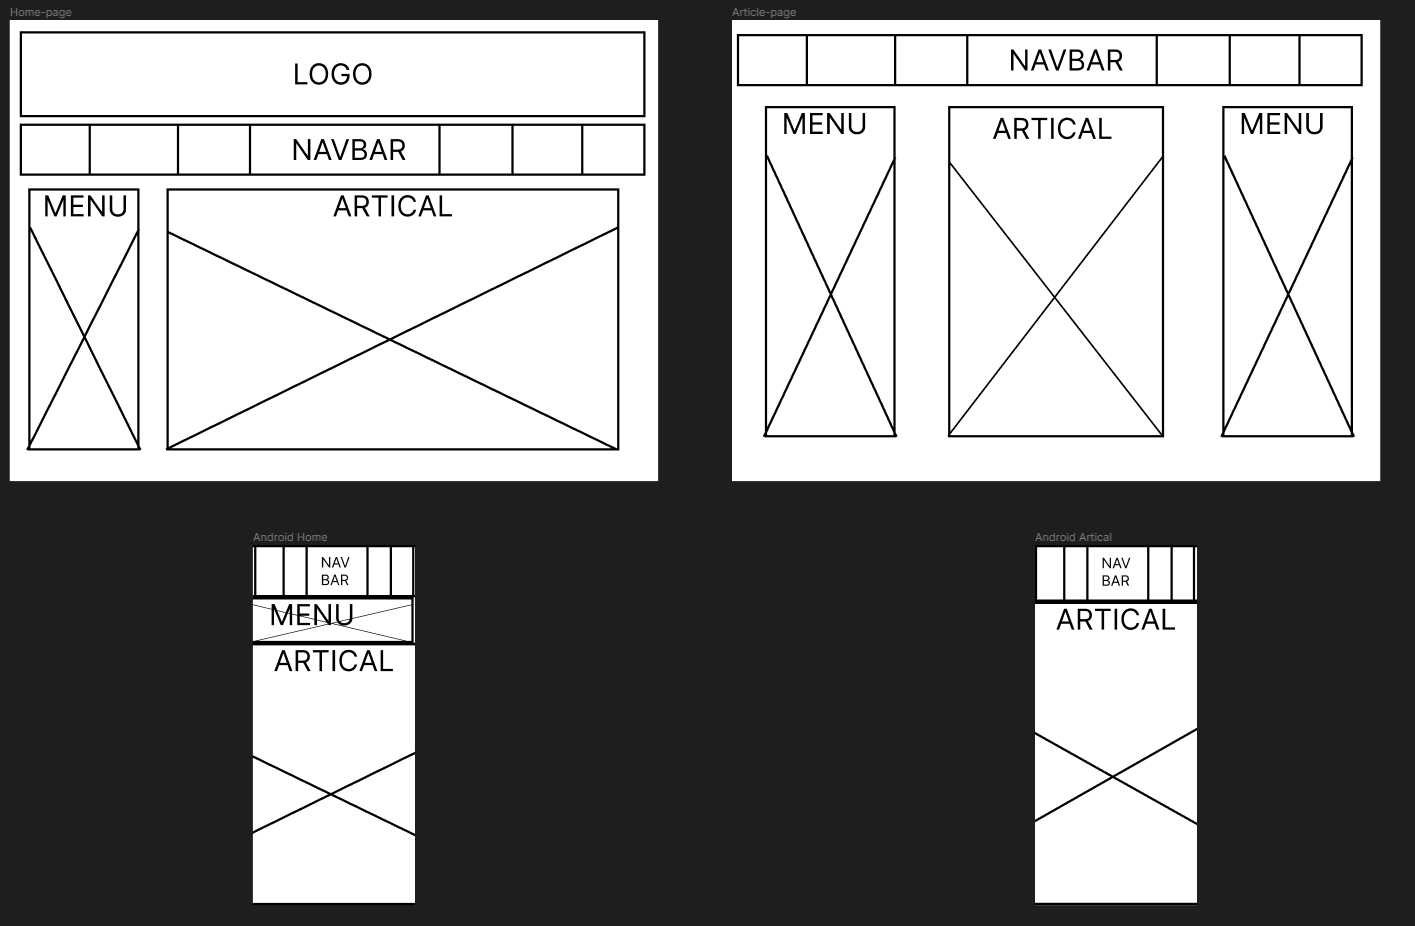 Home-page
LOGO
NAVBAR
MENU
ARTICAL
Article-page
NAVBAR
MENU
ARTICAL
MENU
Android Home
NAV
BAR
MENU
ARTICAL
Android Artical
NAV
BAR
ARTICAL